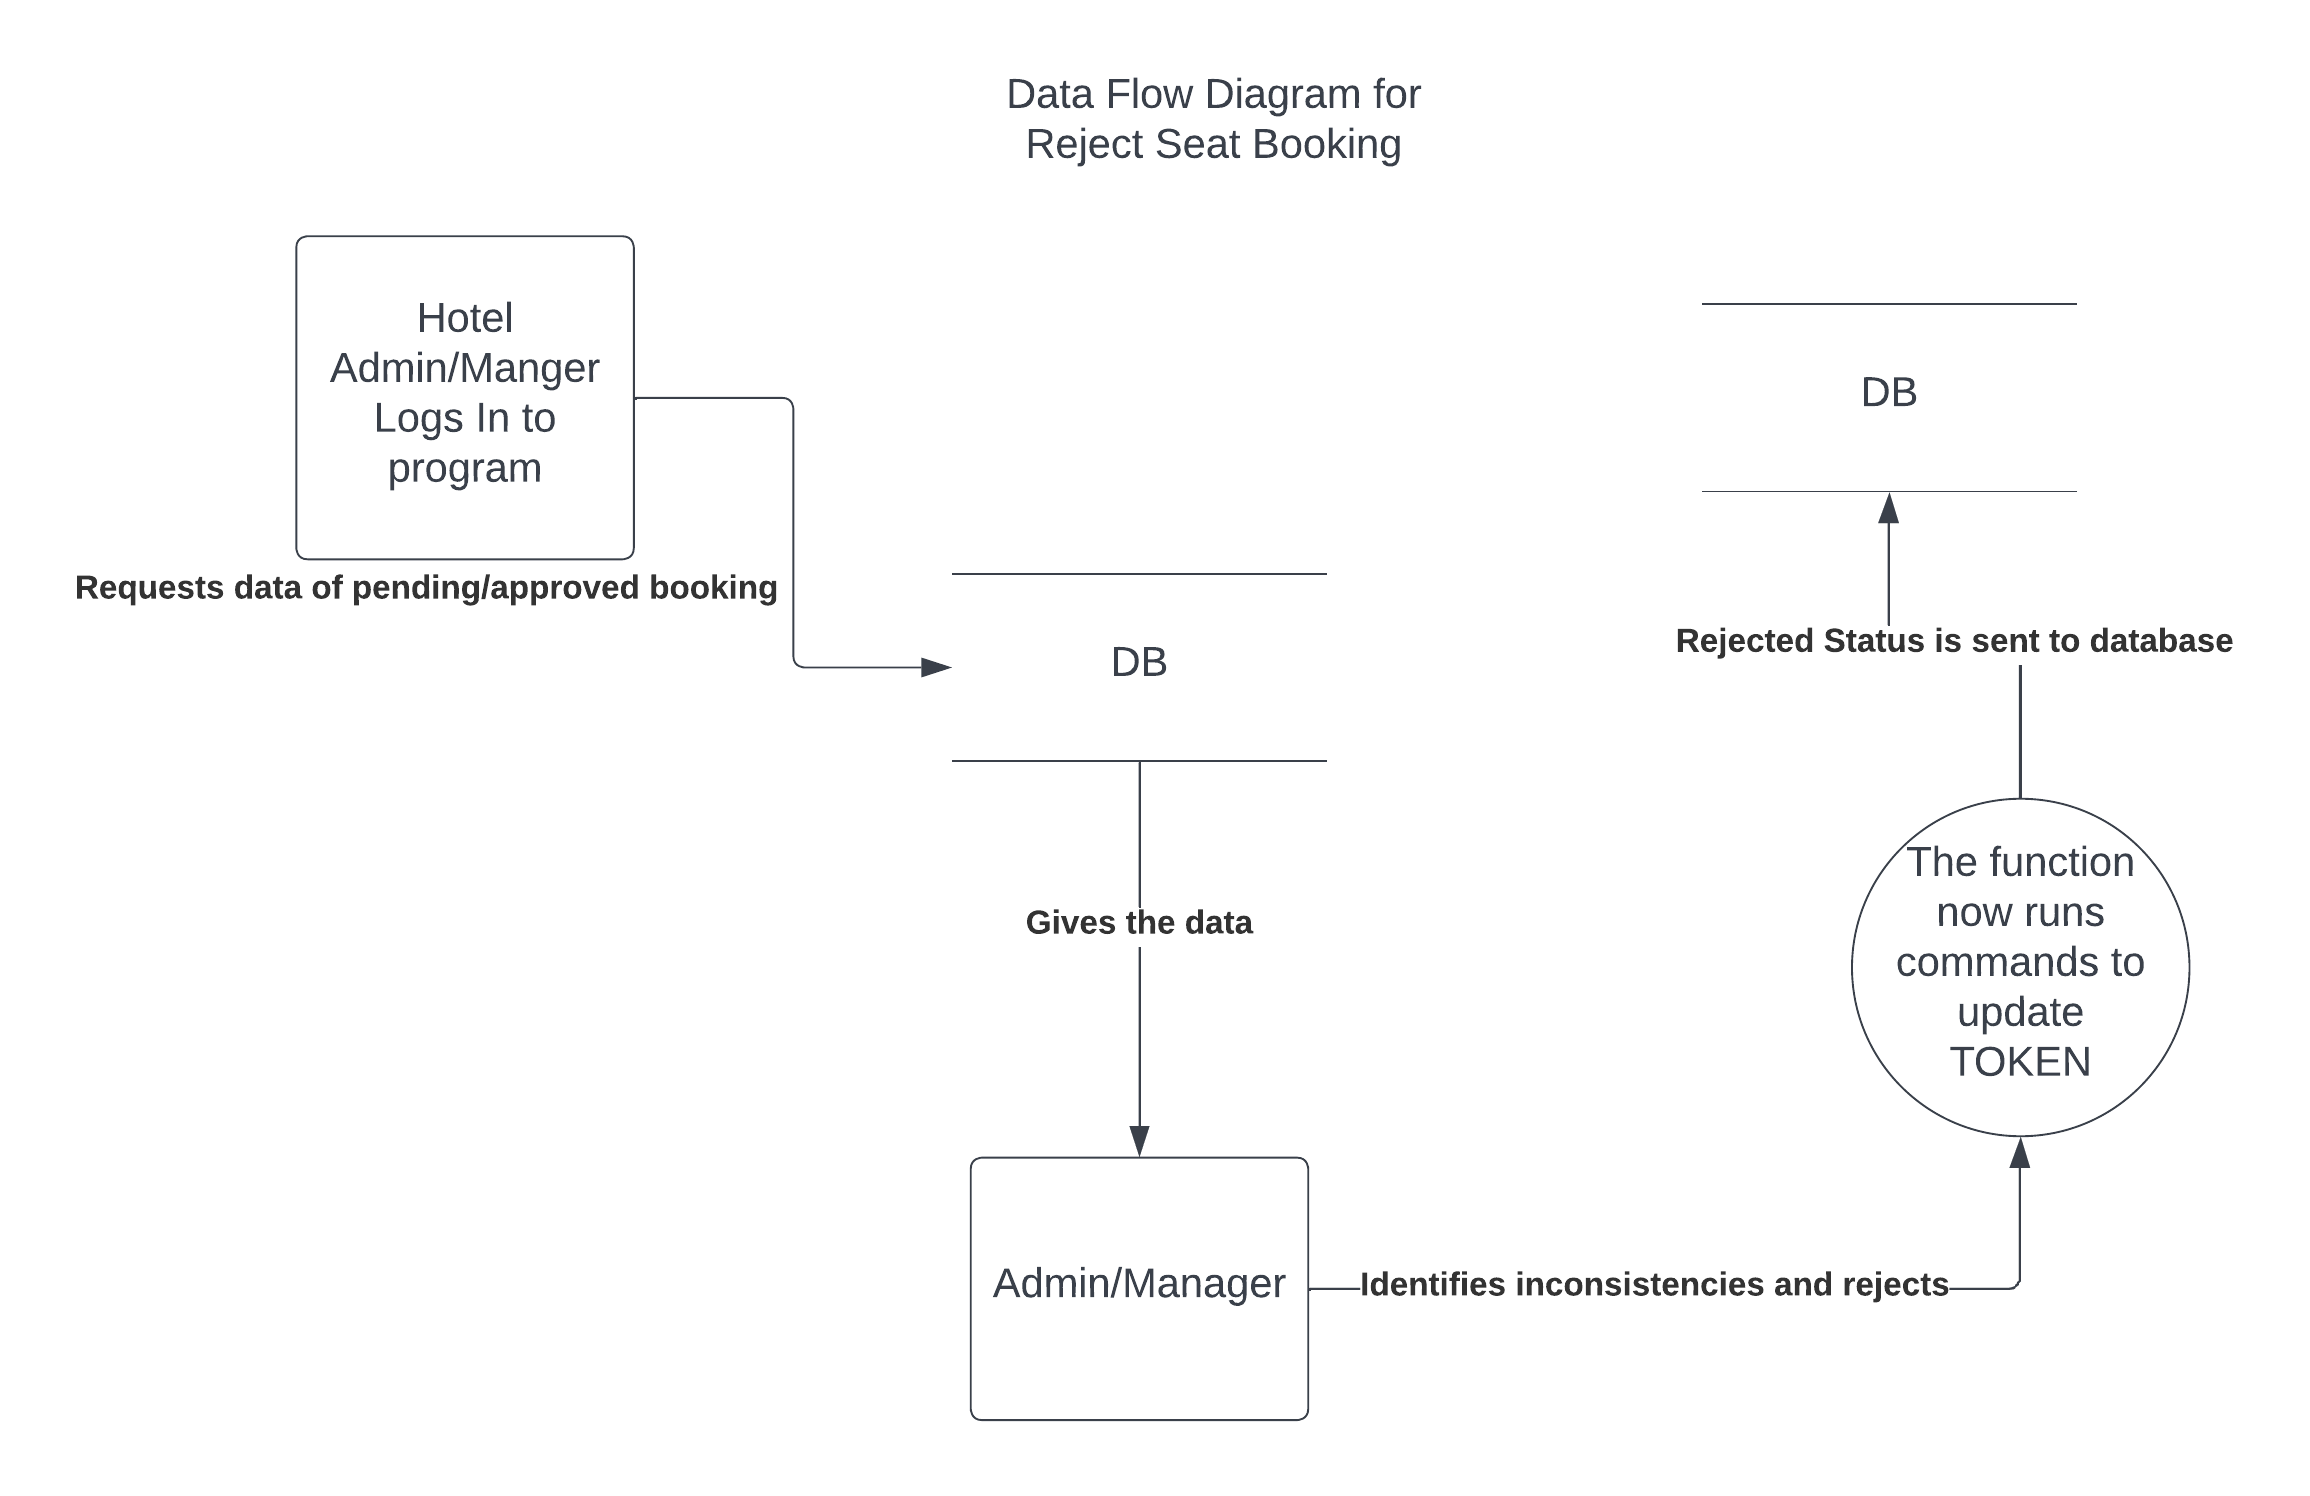 Data Flow Diagram for
Reject Seat Booking
Hotel
Admin/Manger
Logs In to
program
Requests data of pending/approved booking
DB
Gives the data
Admin/Manager
Identifies inconsistencies and rejects
The function
now runs
commands to
update
TOKEN
Rejected Status is sent to database
DB